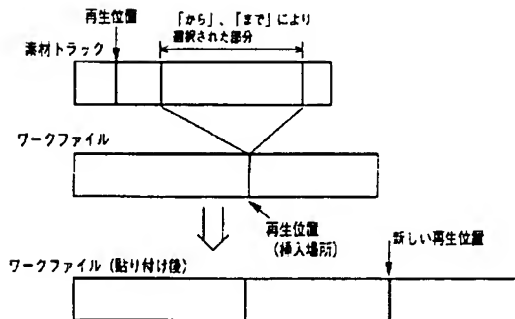 再生位置
「から」、「まで」により
選択された部分
素材トラック
ワークファイル
再生位置
(挿入場所)
新しい再生位置
ワークファイル (貼り付け後)